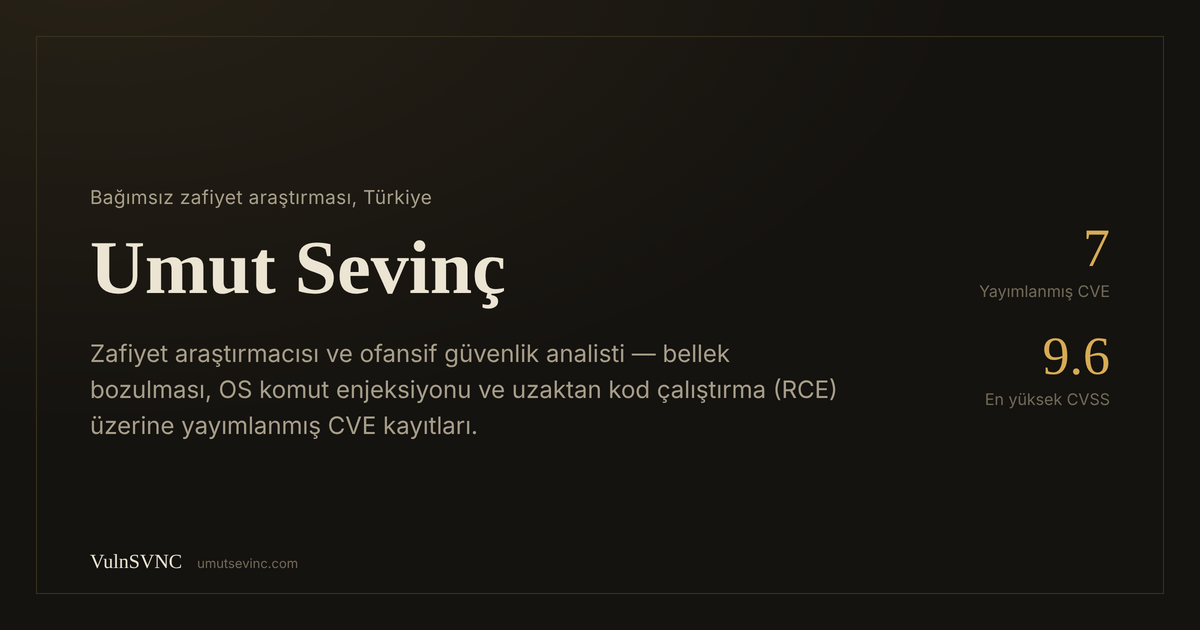 Bağımsız zafiyet araştırması, Türkiye
Umut Sevinç
Zafiyet araştırmacısı ve ofansif güvenlik analisti — bellek
bozulması, OS komut enjeksiyonu ve uzaktan kod çalıştırma (RCE)
üzerine yayımlanmış CVE kayıtları.
7
Yayımlanmış CVE
9.6
En yüksek CVSS
VulnSVNC umutsevinc.com